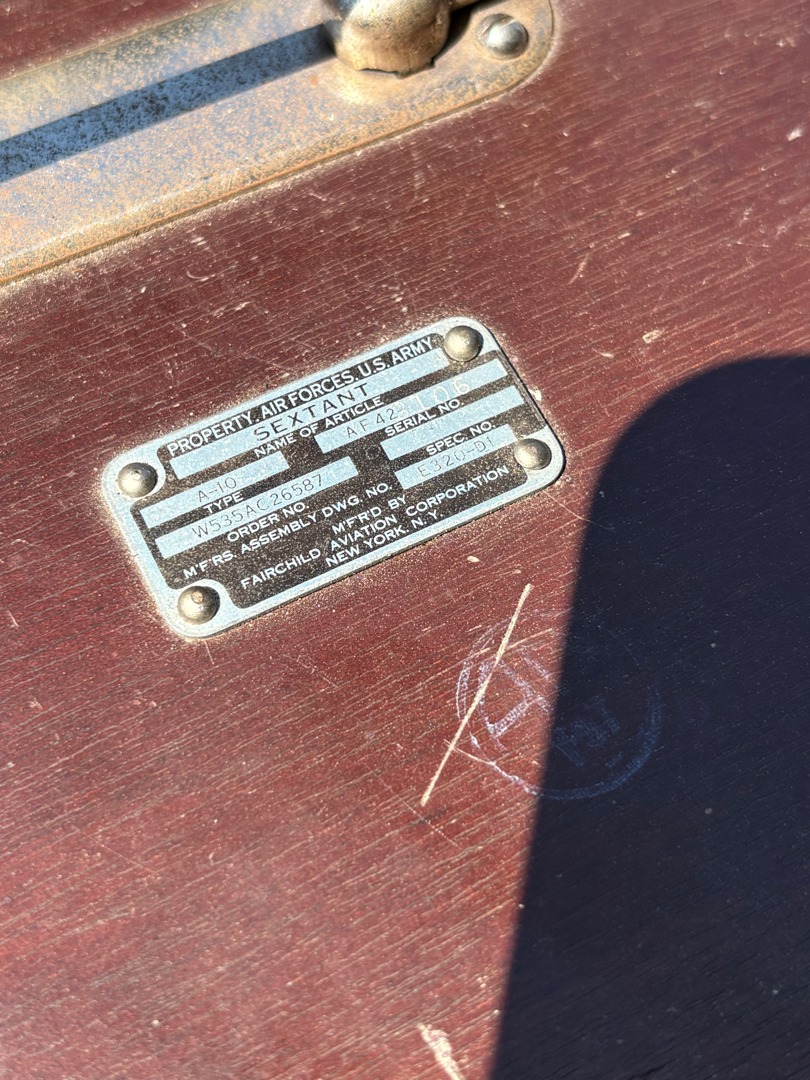 PROPERTY, AIR FORCES, U.S. ARMY
SEXTANT
NAME OF ARTICLE
A-10 AF42-
TYPE SERIAL NO.
W535AC26587
ORDER NO. SPEC. NO.
E320-D1
M'F'RS. ASSEMBLY DWG. NO.
M'F'R'D BY
FAIRCHILD AVIATION CORPORATION
NEW YORK, N.Y.